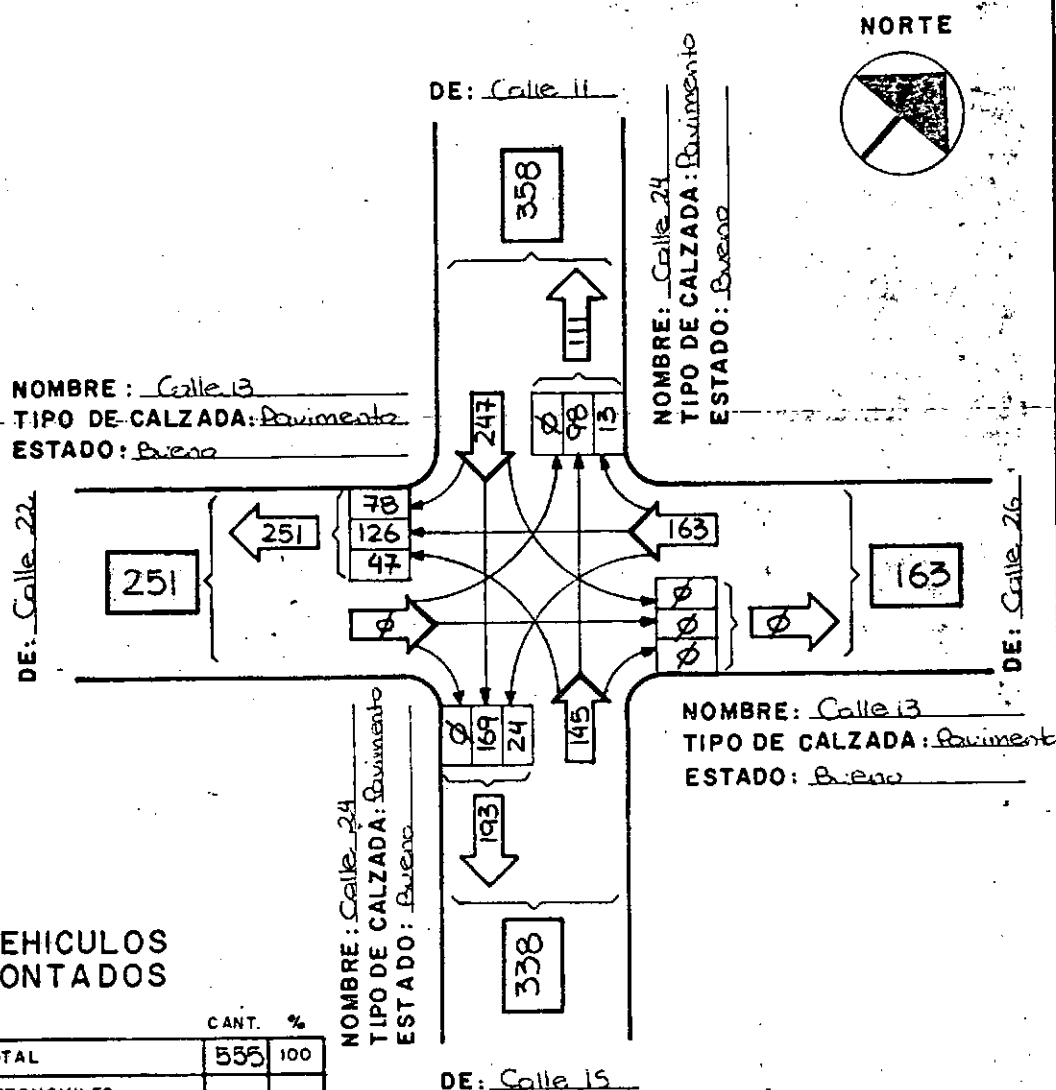 NORTE
DE: Calle 11
358
NOMBRE: Calle 24
TIPO DE CALZADA: Pavimento
ESTADO: Bueno
111
NOMBRE: Calle 13
TIPO DE CALZADA: Pavimento
ESTADO: Bueno
247
Ø 98 13
DE: Calle 22
251
251
78
126
47
163
163
DE: Calle 26
Ø
Ø
Ø
Ø
Ø
Ø 169 24
145
NOMBRE: Calle 13
TIPO DE CALZADA: Pavimento
ESTADO: Bueno
193
NOMBRE: Calle 24
TIPO DE CALZADA: Pavimento
ESTADO: Bueno
338
EHICULOS
ONTADOS
CANT. %
OTAL 555 100
DE: Calle 15